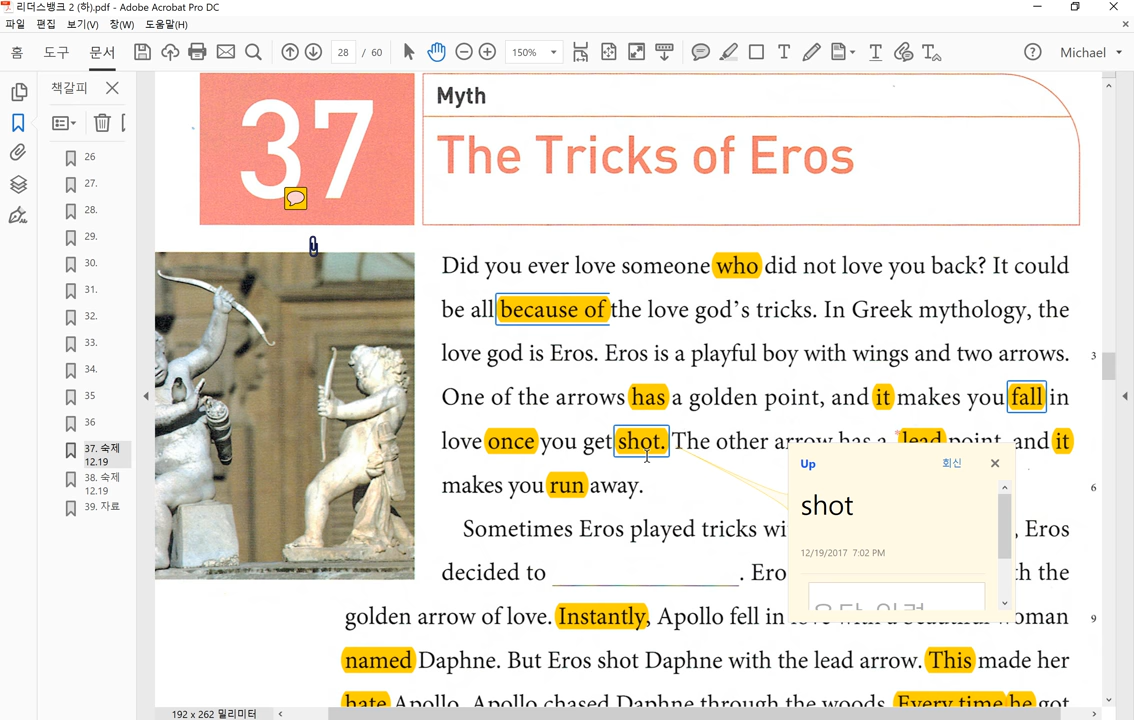 리더스뱅크 2 (하).pdf - Adobe Acrobat Pro DC
파일 편집 보기(V) 창(W) 도움말(H)
홈 도구 문서 28 / 60 150% Michael
책갈피
26
27.
28.
29.
30.
31.
32.
33.
34.
35
36
37. 숙제
12.19
38. 숙제
12.19
39. 자료
37
Myth
The Tricks of Eros
Did you ever love someone who did not love you back? It could
be all because of the love god's tricks. In Greek mythology, the
love god is Eros. Eros is a playful boy with wings and two arrows. 3
One of the arrows has a golden point, and it makes you fall in
love once you get shot. The other arrow has a lead point, and it
makes you run away. 6
Sometimes Eros played tricks , Eros
decided to . Ero the
golden arrow of love. Instantly, Apollo fell in love with a beautiful woman 9
named Daphne. But Eros shot Daphne with the lead arrow. This made her
hate Apollo. Apollo chased Daphne through the woods. Every time he got
Up 회신
shot
12/19/2017 7:02 PM
192 x 262 밀리미터